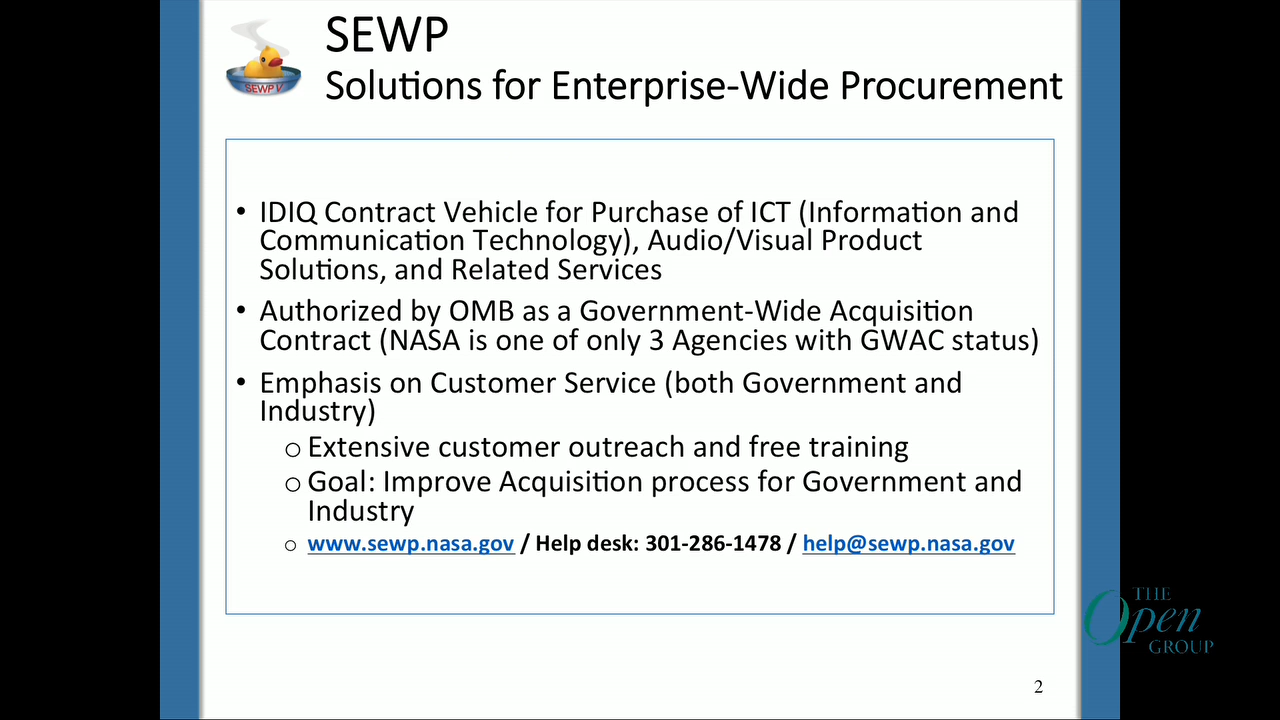 SEWP
Solutions for Enterprise-Wide Procurement
SEWP V
• IDIQ Contract Vehicle for Purchase of ICT (Information and
Communication Technology), Audio/Visual Product
Solutions, and Related Services
• Authorized by OMB as a Government-Wide Acquisition
Contract (NASA is one of only 3 Agencies with GWAC status)
• Emphasis on Customer Service (both Government and
Industry)
o Extensive customer outreach and free training
o Goal: Improve Acquisition process for Government and
Industry
o www.sewp.nasa.gov / Help desk: 301-286-1478 / help@sewp.nasa.gov
THE
Open
GROUP
2